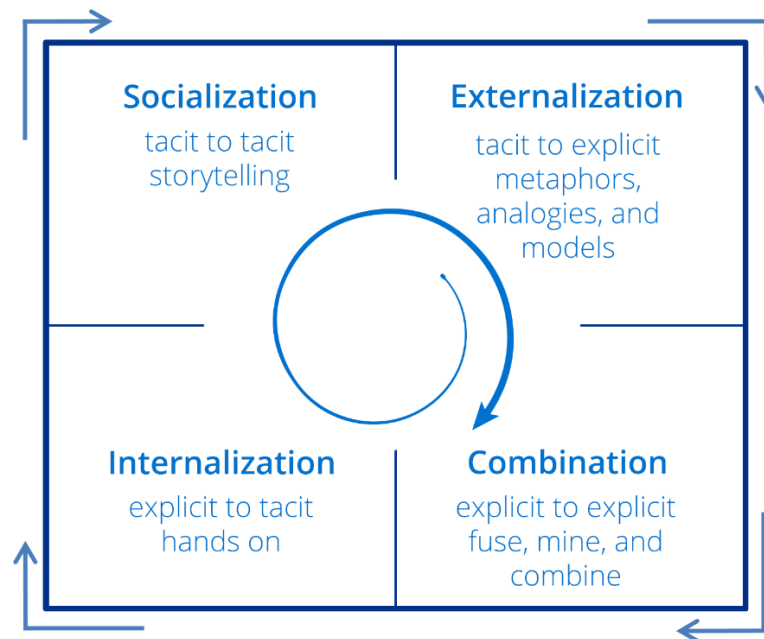 Socialization
tacit to tacit
storytelling
Externalization
tacit to explicit
metaphors,
analogies, and
models
Internalization
explicit to tacit
hands on
Combination
explicit to explicit
fuse, mine, and
combine